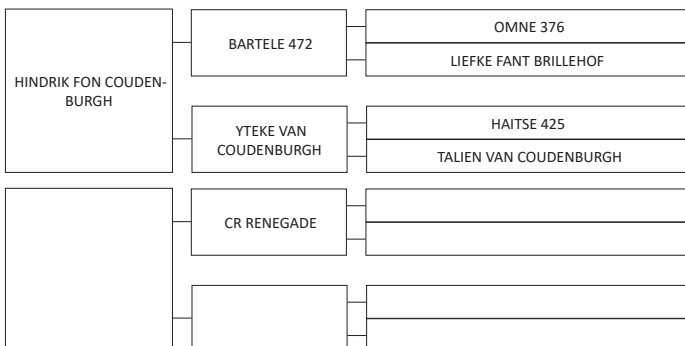 OMNE 376
BARTELE 472
LIEFKE FANT BRILLEHOF
HINDRIK FON COUDEN-
BURGH
YTEKE VAN
COUDENBURGH
HAITSE 425
TALIEN VAN COUDENBURGH
CR RENEGADE